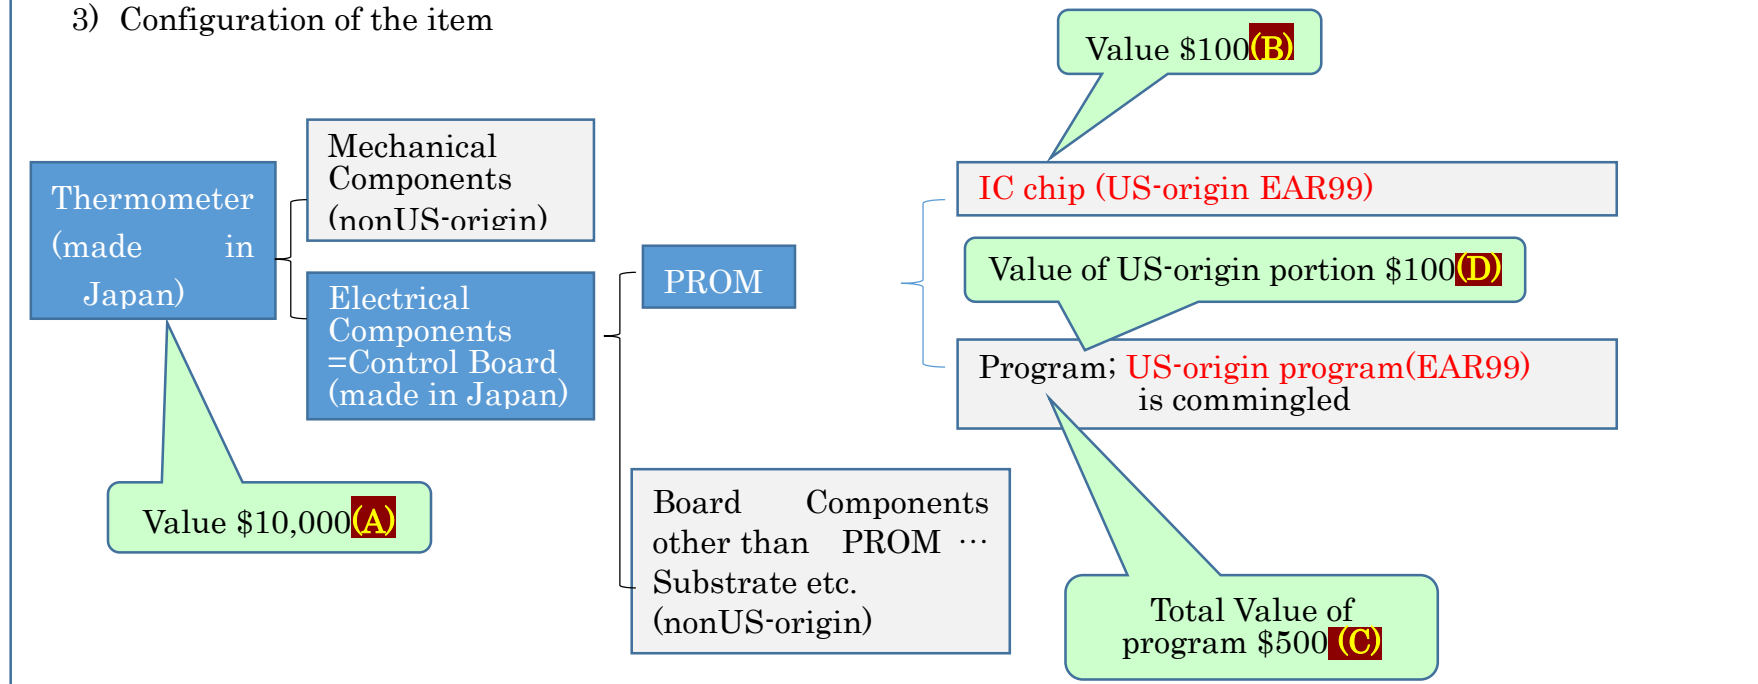 3) Configuration of the item
Value $100(B)
Mechanical
Components
(nonUS-origin)
Thermometer
(made in
Japan)
IC chip (US-origin EAR99)
PROM
Value of US-origin portion $100(D)
Electrical
Components
=Control Board
(made in Japan)
Program; US-origin program(EAR99)
is commingled
Value $10,000(A)
Board Components
other than PROM …
Substrate etc.
(nonUS-origin)
Total Value of
program $500 (C)